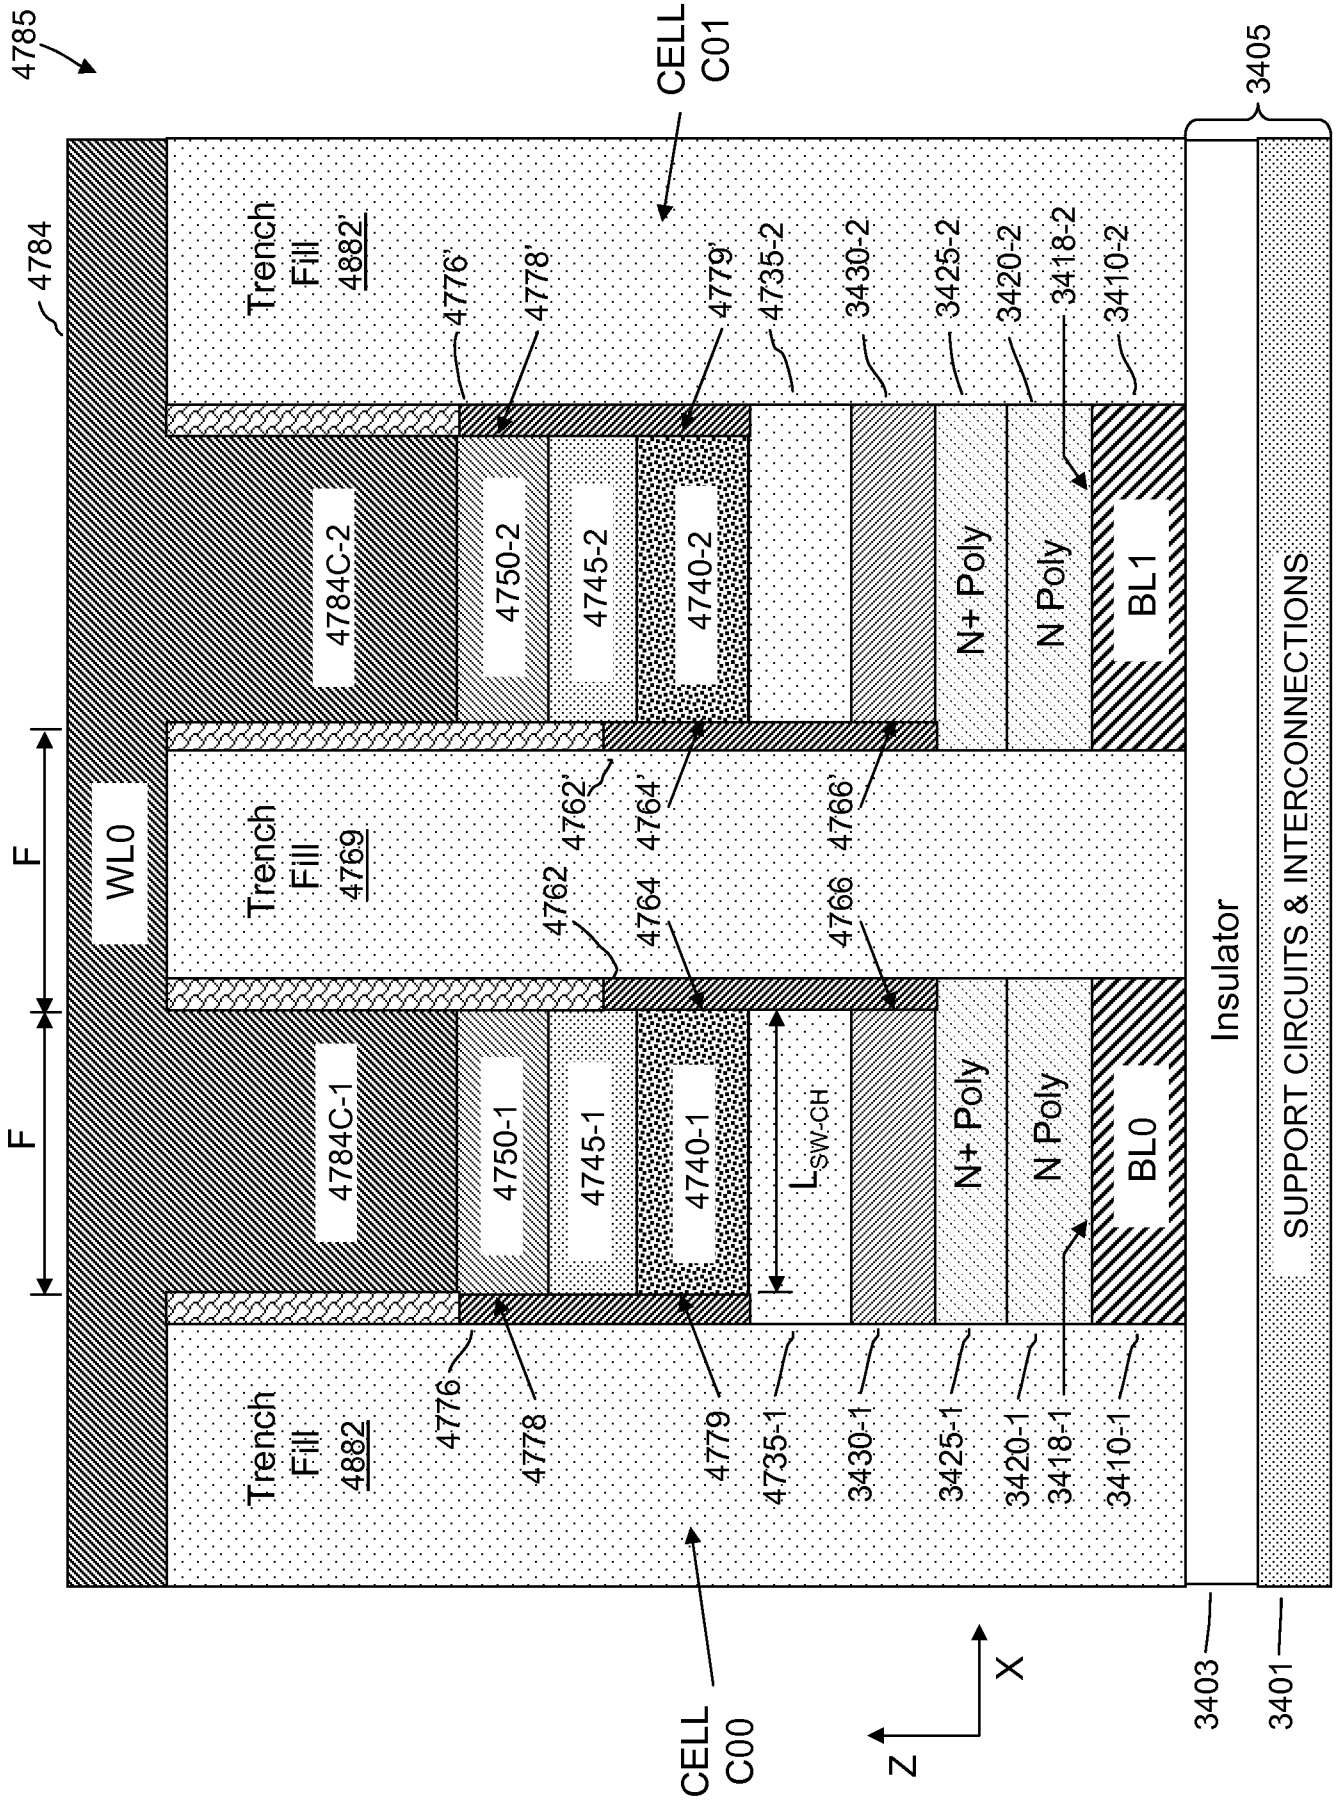 4785
4784
F
F
WL0
Trench
Fill
4882
Trench
Fill
4769
Trench
Fill
4882'
4784C-1
4784C-2
4776
4762
4762'
4776'
4778
4750-1
4750-2
4778'
4745-1
4745-2
4779
4740-1
4764
4764'
4740-2
4779'
CELL
C00
CELL
C01
4735-1
LSW-CH
4735-2
3430-1
4766
4766'
3430-2
3425-1
N+ Poly
N+ Poly
3425-2
3420-1
N Poly
N Poly
3420-2
3418-1
3418-2
3410-1
BL0
BL1
3410-2
3403
Insulator
3405
3401
SUPPORT CIRCUITS & INTERCONNECTIONS
Z
X